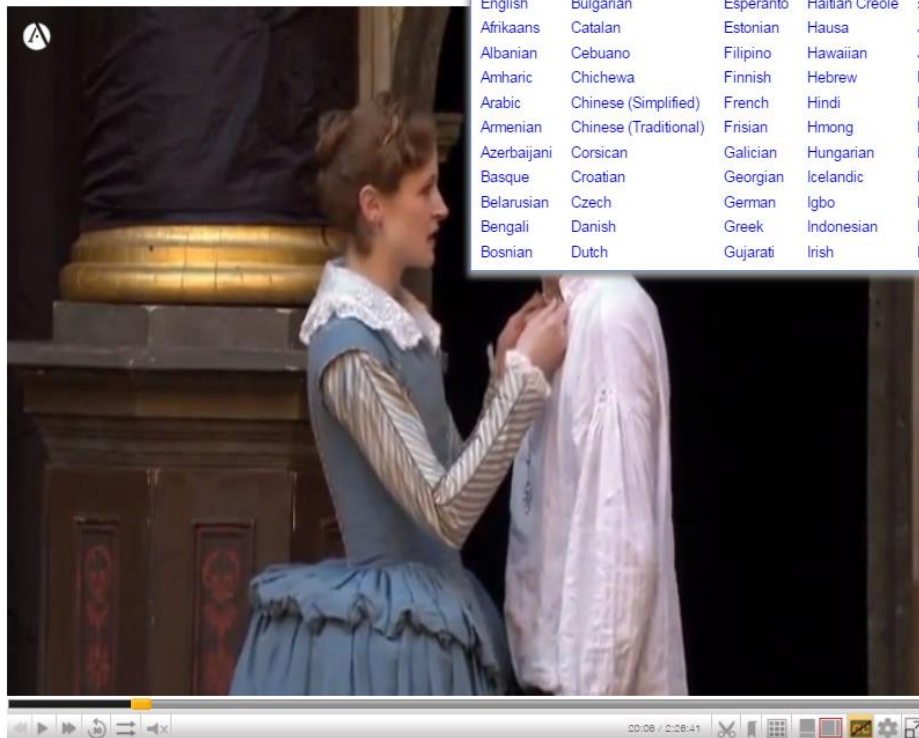 English Bulgarian Esperanto Haitian Creole
Afrikaans Catalan Estonian Hausa
Albanian Cebuano Filipino Hawaiian
Amharic Chichewa Finnish Hebrew
Arabic Chinese (Simplified) French Hindi
Armenian Chinese (Traditional) Frisian Hmong
Azerbaijani Corsican Galician Hungarian
Basque Croatian Georgian Icelandic
Belarusian Czech German Igbo
Bengali Danish Greek Indonesian
Bosnian Dutch Gujarati Irish
30
20:06 / 2:26:41
CC